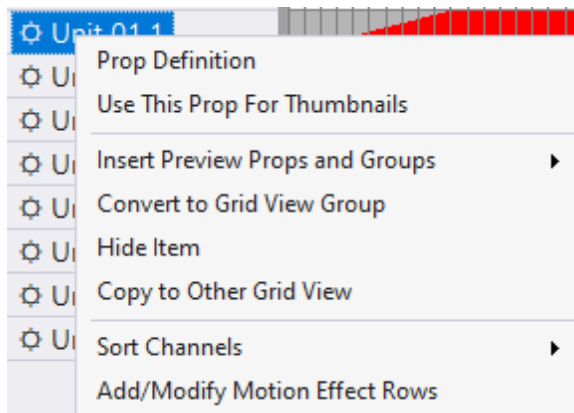 Unit 01.1
Prop Definition
Use This Prop For Thumbnails
Insert Preview Props and Groups
Convert to Grid View Group
Hide Item
Copy to Other Grid View
Sort Channels
Add/Modify Motion Effect Rows